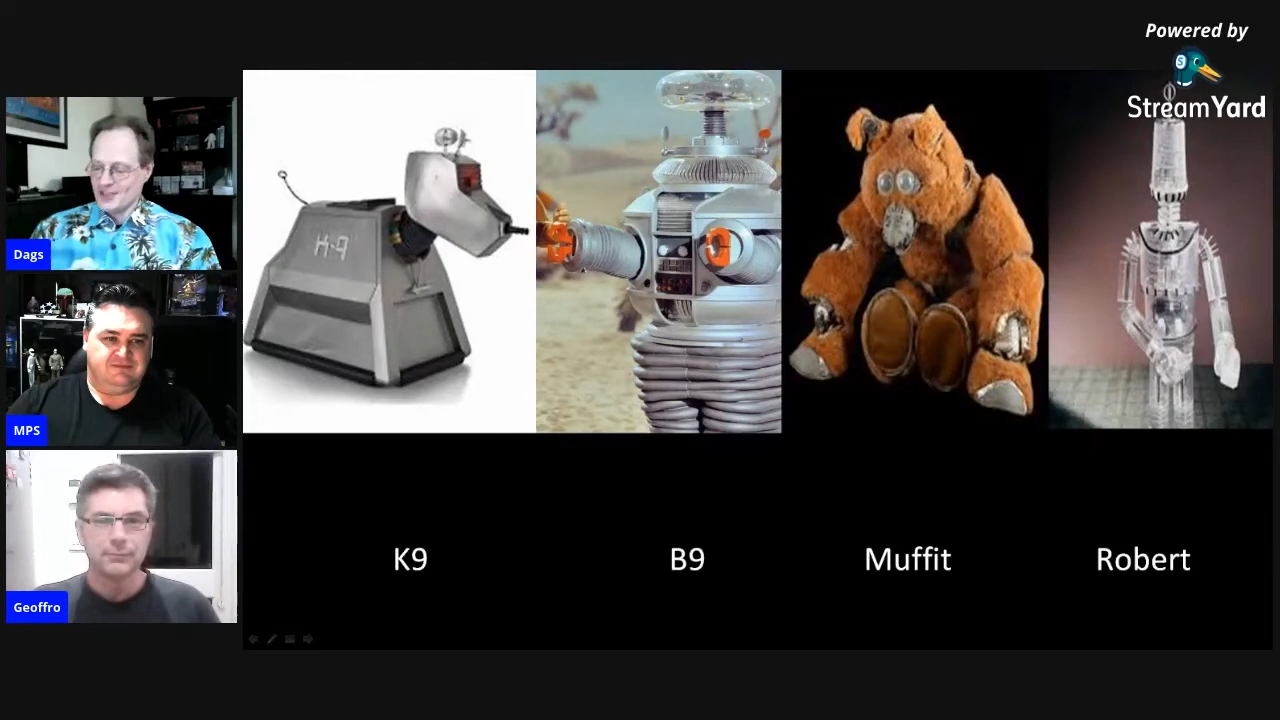 Powered by
StreamYard
Dags
MPS
Geoffro
K-9
K9
B9
Muffit
Robert